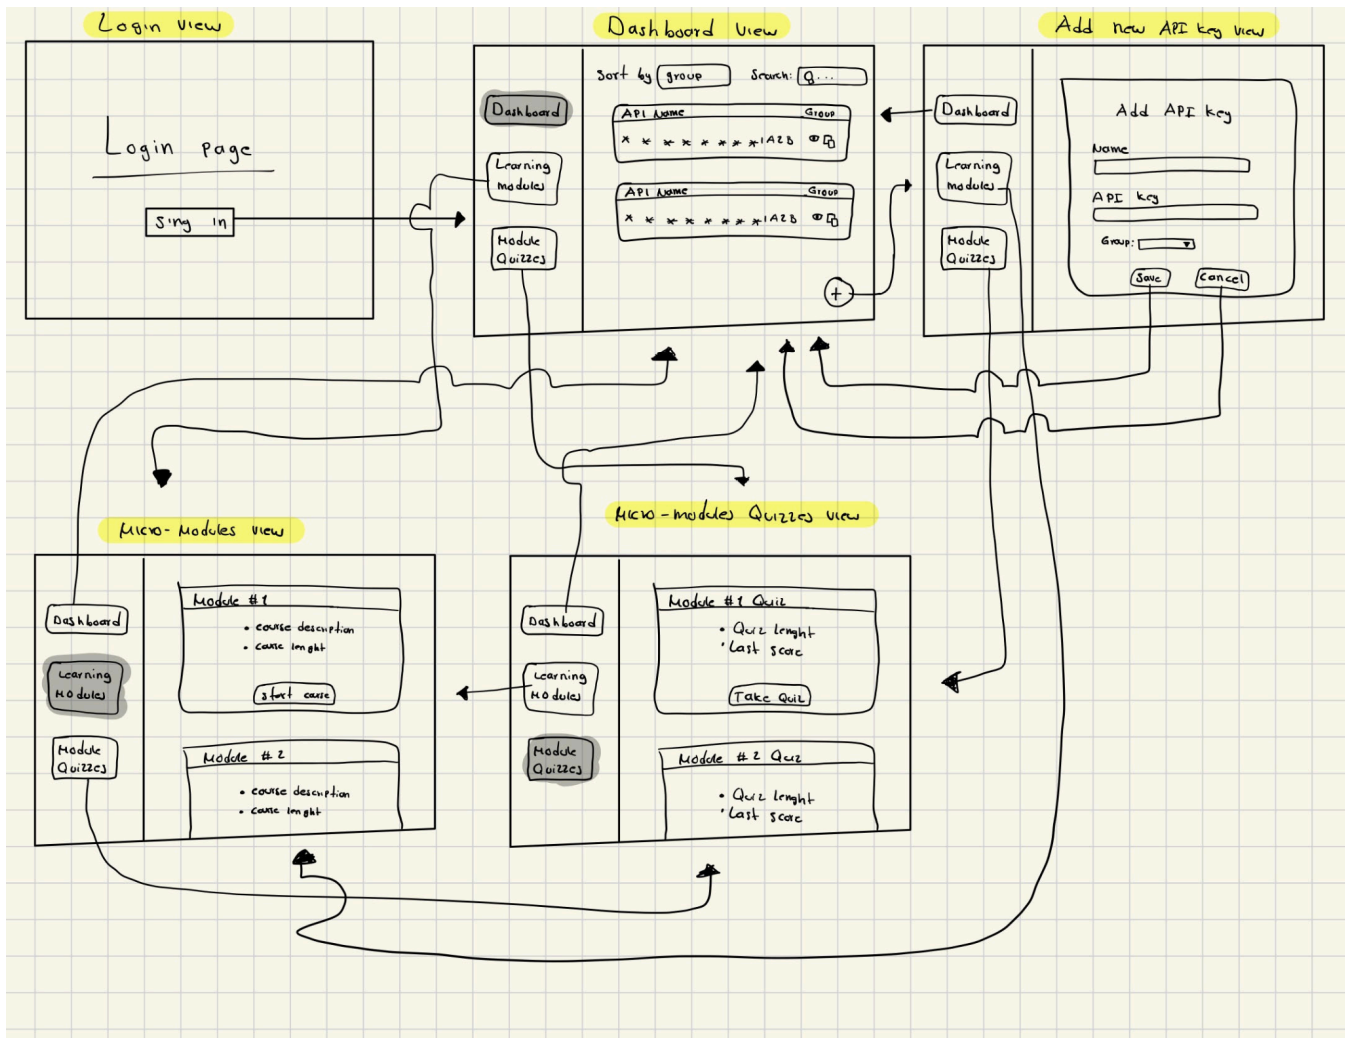 Login view
Login page
Sing in
Dashboard view
Dashboard
Learning
modules
Module
Quizzes
Sort by group
Search: ...
API Name Group
* * * * * * * *1A2B
API Name Group
* * * * * * * *1A2B
+
Add new API key view
Dashboard
Learning
modules
Module
Quizzes
Add API key
Name
API key
Group:
Save Cancel
Micro-Modules view
Dashboard
Learning
Modules
Module
Quizzes
Module #1
• course description
• course lenght
Start course
Module #2
• course description
• course lenght
Micro-modules Quizzes view
Dashboard
Learning
Modules
Module
Quizzes
Module #1 Quiz
• Quiz lenght
• Last score
Take Quiz
Module #2 Quiz
• Quiz lenght
• Last score